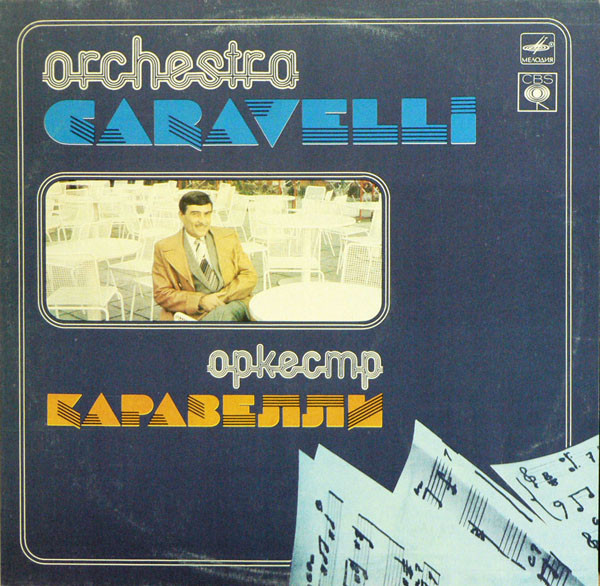 orchestra
CARAVELLI
МЕЛОДИЯ
CBS
оркестр
КАРАВЕЛЛИ